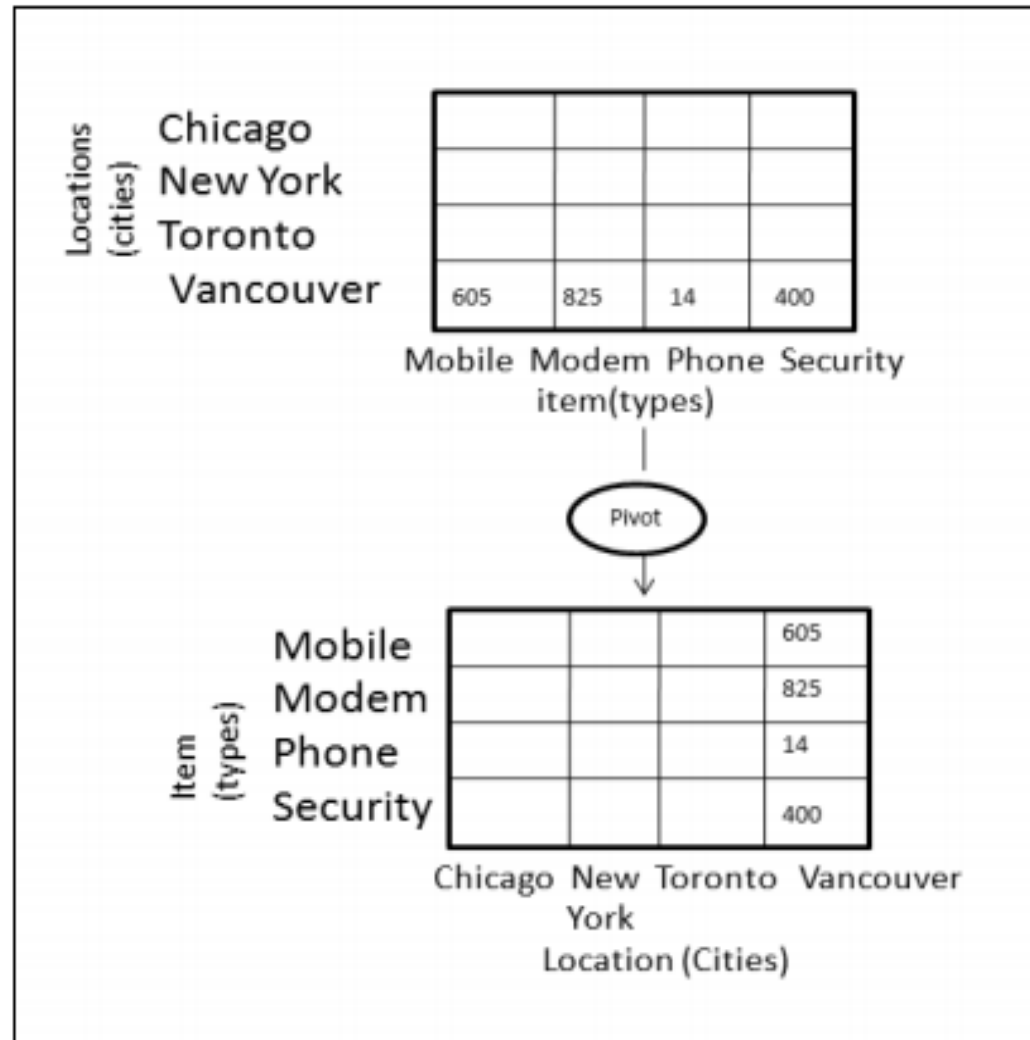 Locations
(cities)
Chicago
New York
Toronto
Vancouver
605 825 14 400
Mobile Modem Phone Security
item(types)
Pivot
Item
(types)
Mobile
Modem
Phone
Security
605
825
14
400
Chicago New Toronto Vancouver
York
Location (Cities)